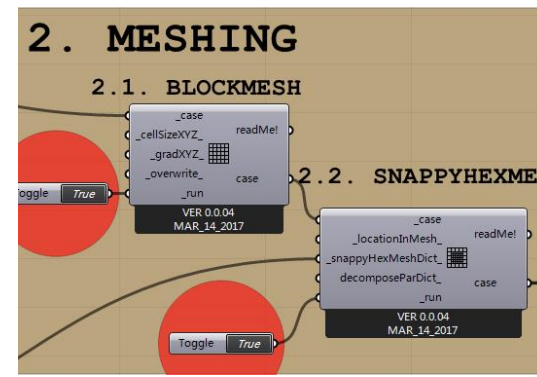 2. MESHING
2.1. BLOCKMESH
_case
_cellSizeXYZ_
readMe!
_gradXYZ_
_overwrite_
case
_run
VER 0.0.04
MAR_14_2017
oggle True
2.2. SNAPPYHEXME
_case
_locationInMesh_
readMe!
_snappyHexMeshDict_
decomposeParDict_
case
_run
VER 0.0.04
MAR_14_2017
Toggle True